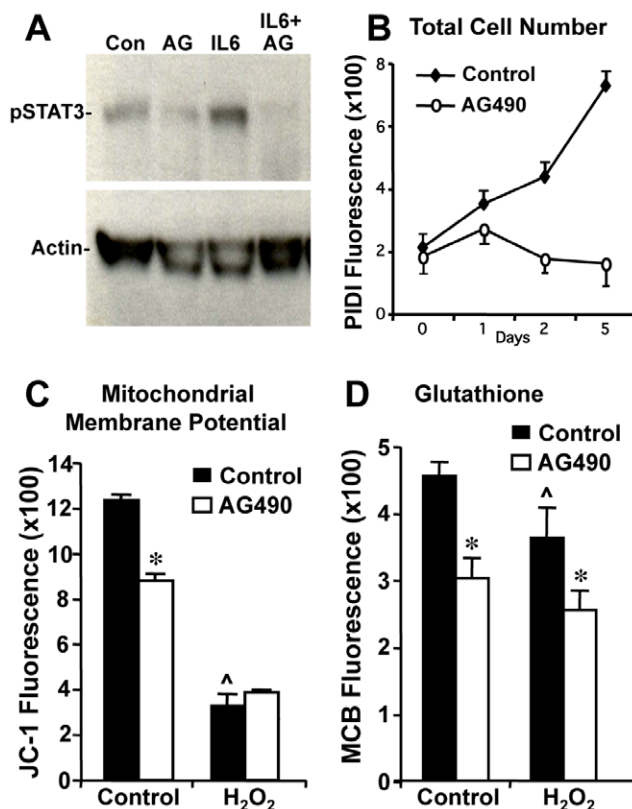 A
Con AG IL6 IL6+
AG
pSTAT3-
Actin-
B Total Cell Number
Control
AG490
PIDI Fluorescence (x100)
8
6
4
2
0
0 1 2 5
Days
C Mitochondrial
Membrane Potential
Control
AG490
JC-1 Fluorescence (x100)
14
12
10
8
6
4
2
0
*
^
Control H₂O₂
D Glutathione
Control
AG490
MCB Fluorescence (x100)
5
4
3
2
1
0
*
^
*
Control H₂O₂